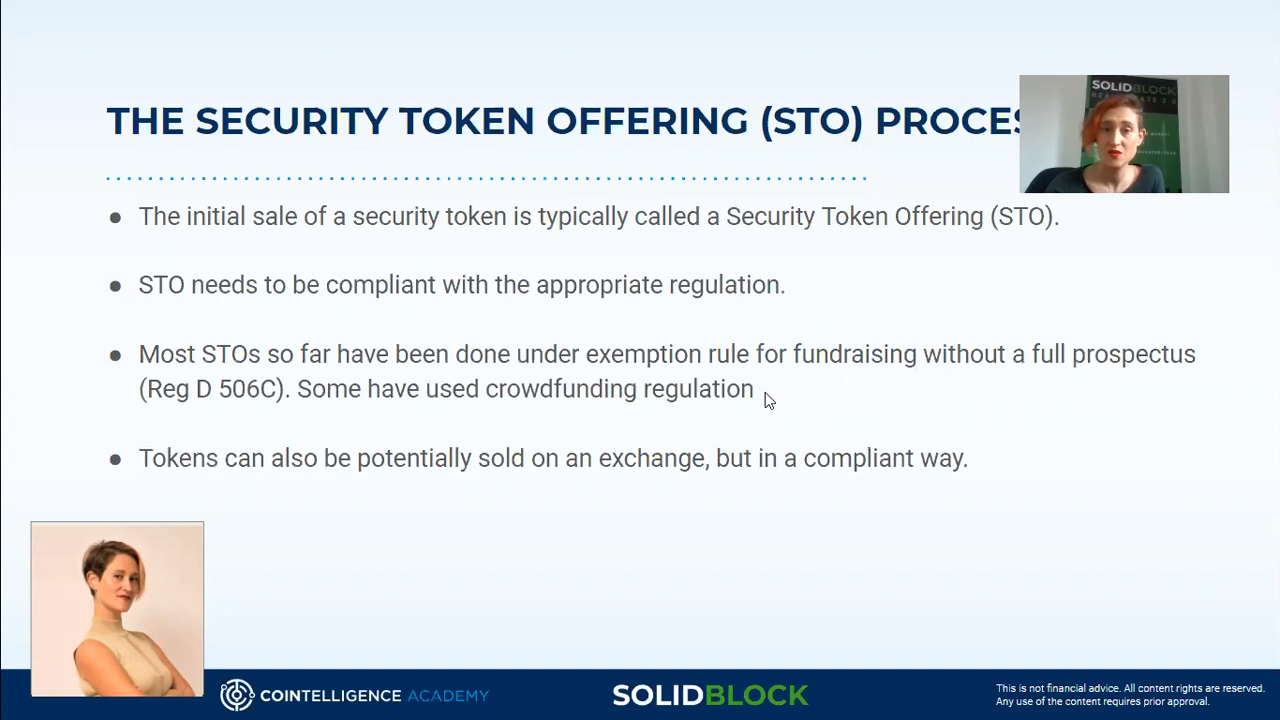 THE SECURITY TOKEN OFFERING (STO) PROCES
SOLIDBLOCK
● The initial sale of a security token is typically called a Security Token Offering (STO).
● STO needs to be compliant with the appropriate regulation.
● Most STOs so far have been done under exemption rule for fundraising without a full prospectus
(Reg D 506C). Some have used crowdfunding regulation
● Tokens can also be potentially sold on an exchange, but in a compliant way.
COINTELLIGENCE ACADEMY
SOLIDBLOCK
This is not financial advice. All content rights are reserved.
Any use of the content requires prior approval.